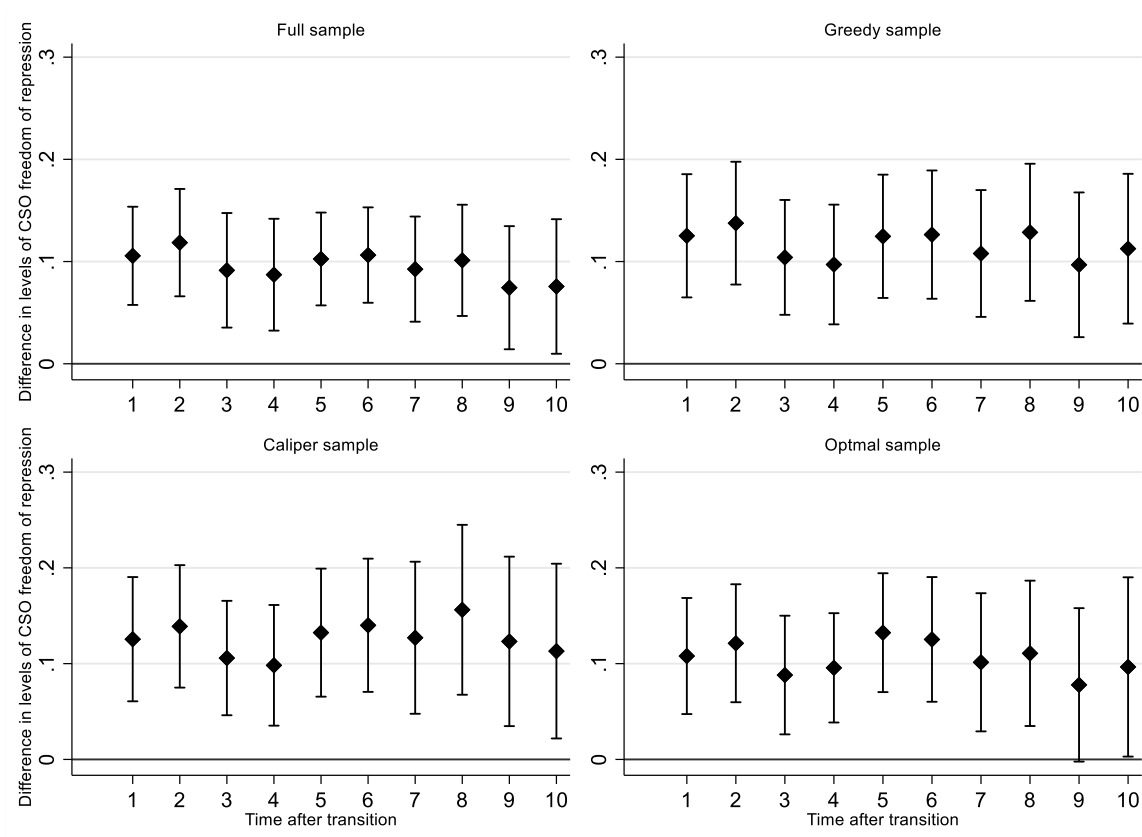 Full sample
Difference in levels of CSO freedom of repression
.3
.2
.1
0
1 2 3 4 5 6 7 8 9 10
Greedy sample
.3
.2
.1
0
1 2 3 4 5 6 7 8 9 10
Caliper sample
Difference in levels of CSO freedom of repression
.3
.2
.1
0
1 2 3 4 5 6 7 8 9 10
Time after transition
Optmal sample
.3
.2
.1
0
1 2 3 4 5 6 7 8 9 10
Time after transition